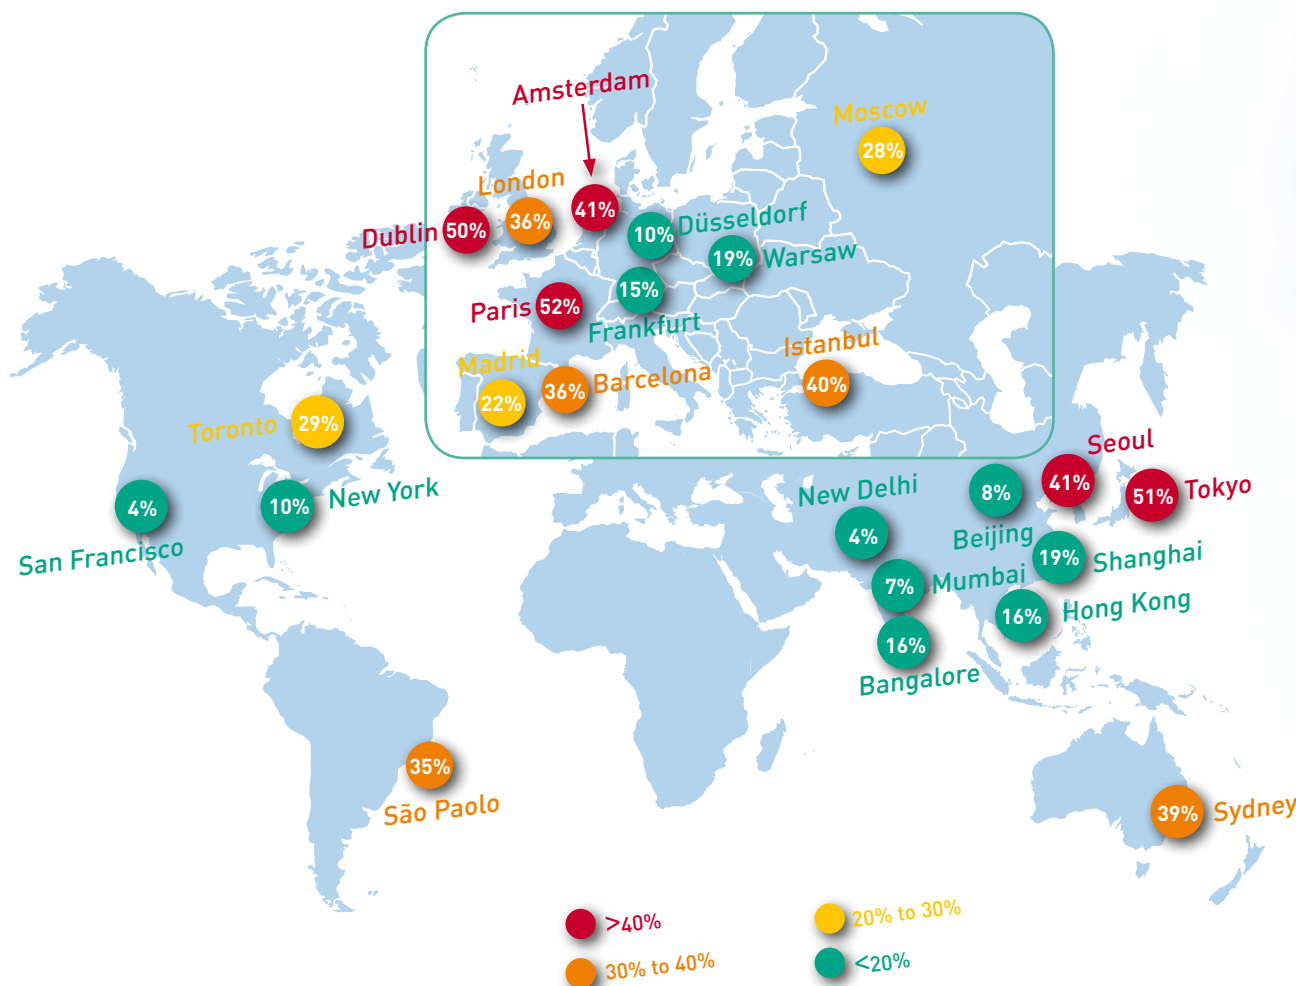 Amsterdam
41%
Moscow
28%
London
36%
Dublin
50%
Düsseldorf
10%
Warsaw
19%
Paris
52%
15%
Frankfurt
Istanbul
40%
Madrid
22%
36%
Barcelona
Toronto
29%
San Francisco
4%
10%
New York
New Delhi
4%
8%
Beijing
Seoul
41%
51%
Tokyo
19%
Shanghai
7%
Mumbai
16%
Hong Kong
16%
Bangalore
35%
São Paolo
39%
Sydney
>40%
30% to 40%
20% to 30%
<20%